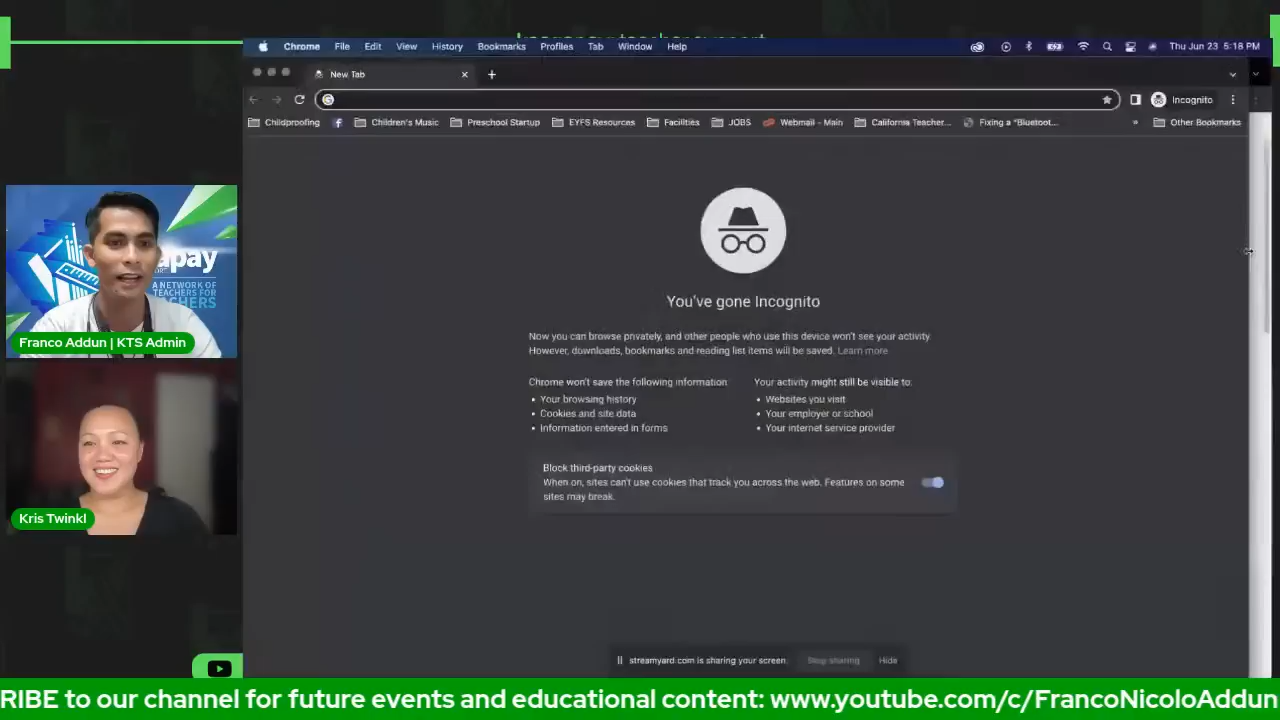 Chrome File Edit View History Bookmarks Profiles Tab Window Help Thu Jun 23 5:18 PM
New Tab
Incognito
Childproofing Children's Music Preschool Startup EYFS Resources Facilities JOBS Webmail - Main California Teacher... Fixing a "Bluetoot... » Other Bookmarks
You've gone Incognito
Now you can browse privately, and other people who use this device won't see your activity.
However, downloads, bookmarks and reading list items will be saved. Learn more
Chrome won't save the following information
Your browsing history
Cookies and site data
Information entered in forms
Your activity might still be visible to:
Websites you visit
Your employer or school
Your internet service provider
Block third-party cookies
When on, sites can't use cookies that track you across the web. Features on some
sites may break.
streamyard.com is sharing your screen. Stop sharing Hide
apay
A NETWORK OF
TEACHERS FOR
TEACHERS
Franco Addun | KTS Admin
Kris Twinkl
RIBE to our channel for future events and educational content: www.youtube.com/c/FrancoNicoloAddun